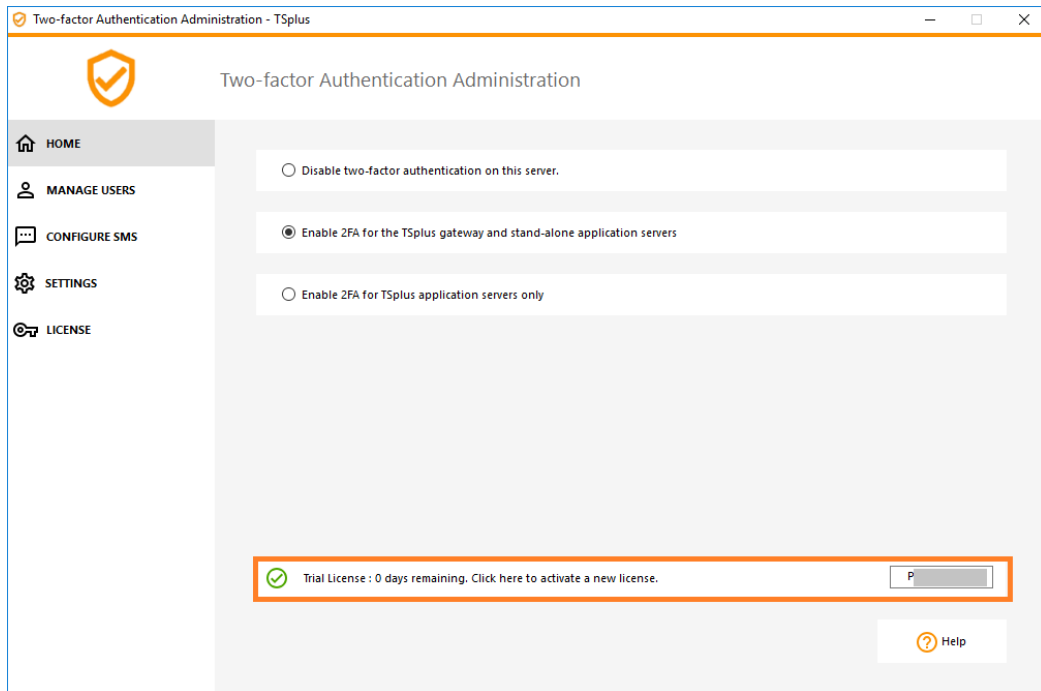 Two-factor Authentication Administration - TSplus
Two-factor Authentication Administration
HOME
MANAGE USERS
CONFIGURE SMS
SETTINGS
LICENSE
Disable two-factor authentication on this server.
Enable 2FA for the TSplus gateway and stand-alone application servers
Enable 2FA for TSplus application servers only
Trial License : 0 days remaining. Click here to activate a new license.
P
Help